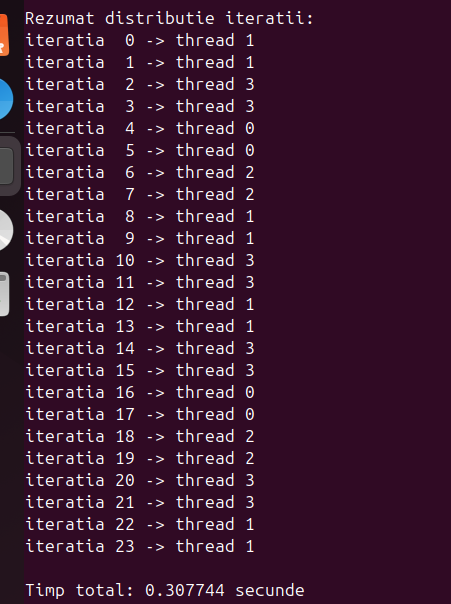 Rezumat distributie iteratii:
iteratia  0 -> thread 1
iteratia  1 -> thread 1
iteratia  2 -> thread 3
iteratia  3 -> thread 3
iteratia  4 -> thread 0
iteratia  5 -> thread 0
iteratia  6 -> thread 2
iteratia  7 -> thread 2
iteratia  8 -> thread 1
iteratia  9 -> thread 1
iteratia 10 -> thread 3
iteratia 11 -> thread 3
iteratia 12 -> thread 1
iteratia 13 -> thread 1
iteratia 14 -> thread 3
iteratia 15 -> thread 3
iteratia 16 -> thread 0
iteratia 17 -> thread 0
iteratia 18 -> thread 2
iteratia 19 -> thread 2
iteratia 20 -> thread 3
iteratia 21 -> thread 3
iteratia 22 -> thread 1
iteratia 23 -> thread 1
Timp total: 0.307744 secunde